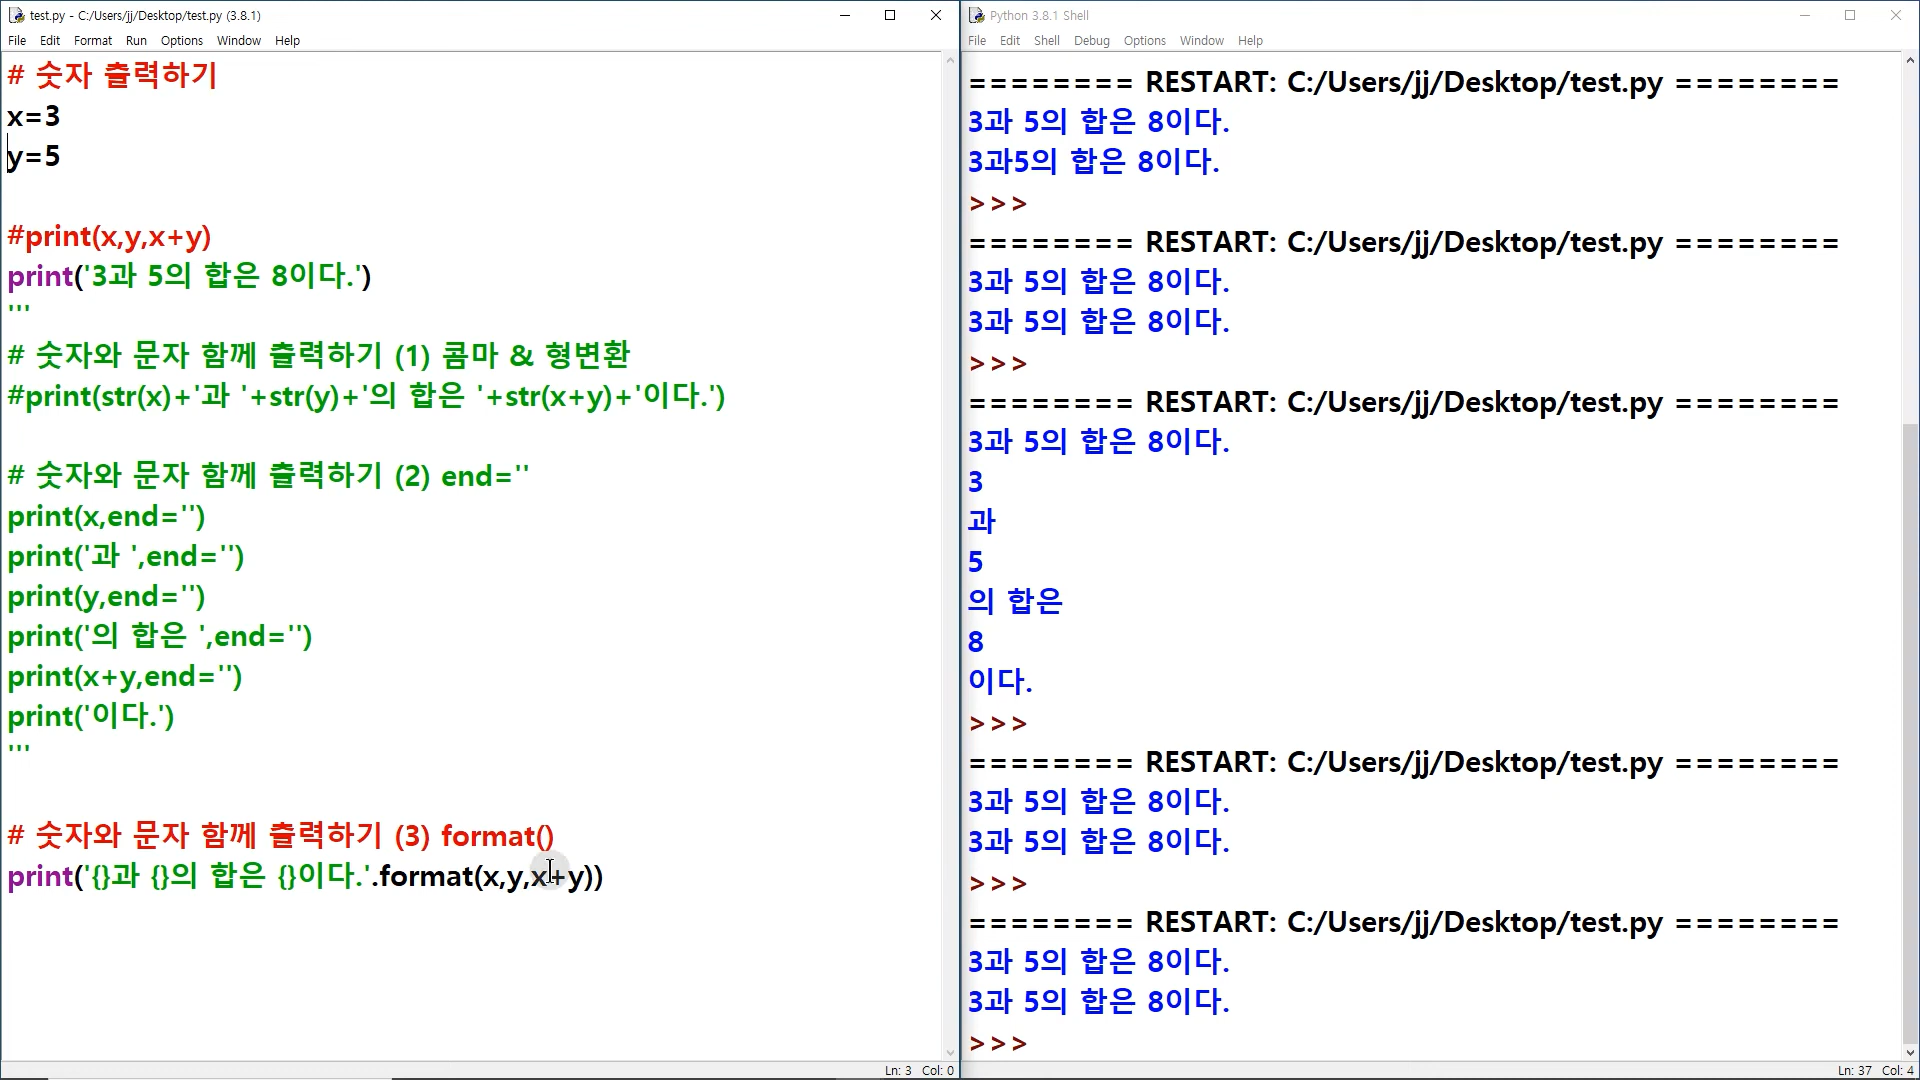 test.py - C:/Users/jj/Desktop/test.py (3.8.1)
File Edit Format Run Options Window Help
# 숫자 출력하기
x=3
y=5
#print(x,y,x+y)
print('3과 5의 합은 8이다.')
'''
# 숫자와 문자 함께 출력하기 (1) 콤마 & 형변환
#print(str(x)+'과 '+str(y)+'의 합은 '+str(x+y)+'이다.')
# 숫자와 문자 함께 출력하기 (2) end=''
print(x,end='')
print('과 ',end='')
print(y,end='')
print('의 합은 ',end='')
print(x+y,end='')
print('이다.')
'''
# 숫자와 문자 함께 출력하기 (3) format()
print('{}과 {}의 합은 {}이다.'.format(x,y,x+y))
Ln: 3 Col: 0
Python 3.8.1 Shell
File Edit Shell Debug Options Window Help
======== RESTART: C:/Users/jj/Desktop/test.py ========
3과 5의 합은 8이다.
3과5의 합은 8이다.
>>>
======== RESTART: C:/Users/jj/Desktop/test.py ========
3과 5의 합은 8이다.
3과 5의 합은 8이다.
>>>
======== RESTART: C:/Users/jj/Desktop/test.py ========
3과 5의 합은 8이다.
3
과
5
의 합은
8
이다.
>>>
======== RESTART: C:/Users/jj/Desktop/test.py ========
3과 5의 합은 8이다.
3과 5의 합은 8이다.
>>>
======== RESTART: C:/Users/jj/Desktop/test.py ========
3과 5의 합은 8이다.
3과 5의 합은 8이다.
>>>
Ln: 37 Col: 4